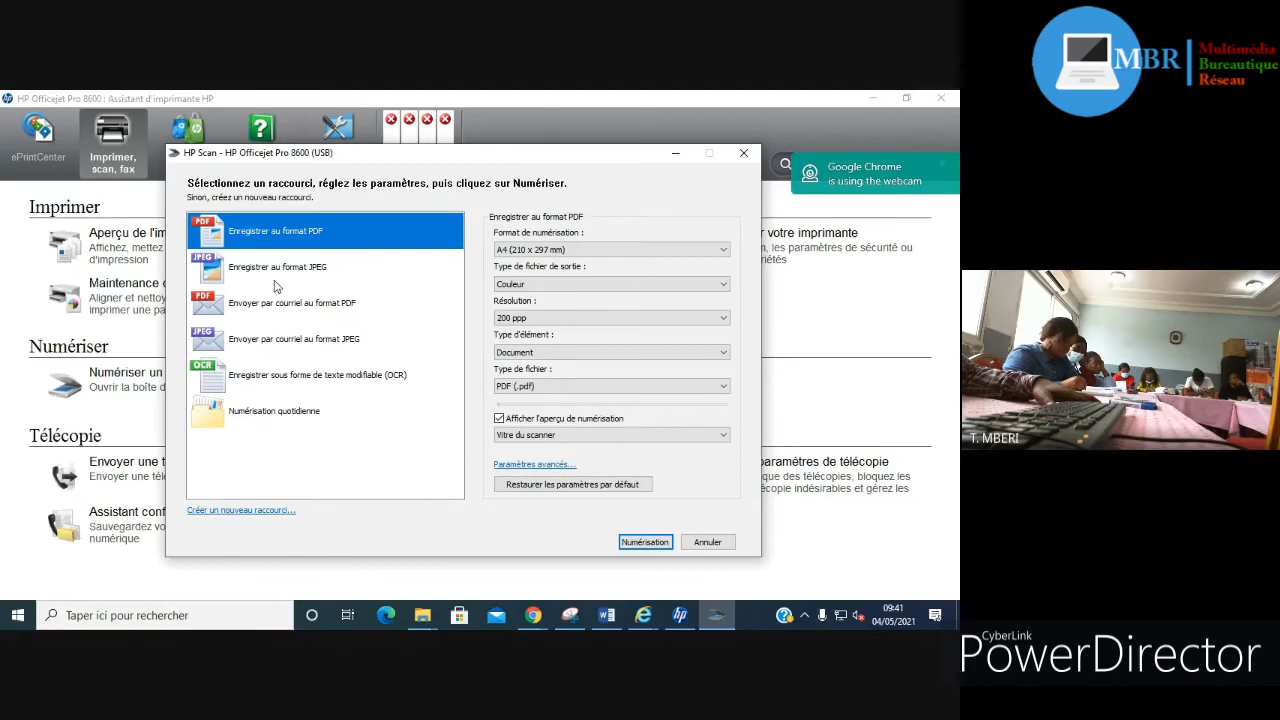 MBR
Multimédia
Bureautique
Réseau
HP Officejet Pro 8600 : Assistant d'imprimante HP
ePrintCenter
Imprimer,
scan, fax
Google Chrome
is using the webcam
HP Scan - HP Officejet Pro 8600 (USB)
Sélectionnez un raccourci, réglez les paramètres, puis cliquez sur Numériser.
Sinon, créez un nouveau raccourci.
PDF
Enregistrer au format PDF
JPEG
Enregistrer au format JPEG
PDF
Envoyer par courriel au format PDF
JPEG
Envoyer par courriel au format JPEG
OCR
Enregistrer sous forme de texte modifiable (OCR)
Numérisation quotidienne
Créer un nouveau raccourci...
Enregistrer au format PDF
Format de numérisation :
A4 (210 x 297 mm)
Type de fichier de sortie :
Couleur
Résolution :
200 ppp
Type d'élément :
Document
Type de fichier :
PDF (.pdf)
Afficher l'aperçu de numérisation
Vitre du scanner
Paramètres avancés...
Restaurer les paramètres par défaut
Numérisation
Annuler
Imprimer
Aperçu de l'im
Affichez, mettez
d'impression
Maintenance d
Aligner et nettoy
imprimer une pa
r votre imprimante
, les paramètres de sécurité ou
Numériser
Numériser un
Ouvrir la boîte d
Télécopie
Envoyer une t
Envoyer une télé
Assistant conf
Sauvegardez vo
numérique
paramètres de télécopie
que des télécopies, bloquez les
lécopie indésirables et gérez les
Taper ici pour rechercher
09:41
04/05/2021
T. MBERI
CyberLink
PowerDirector